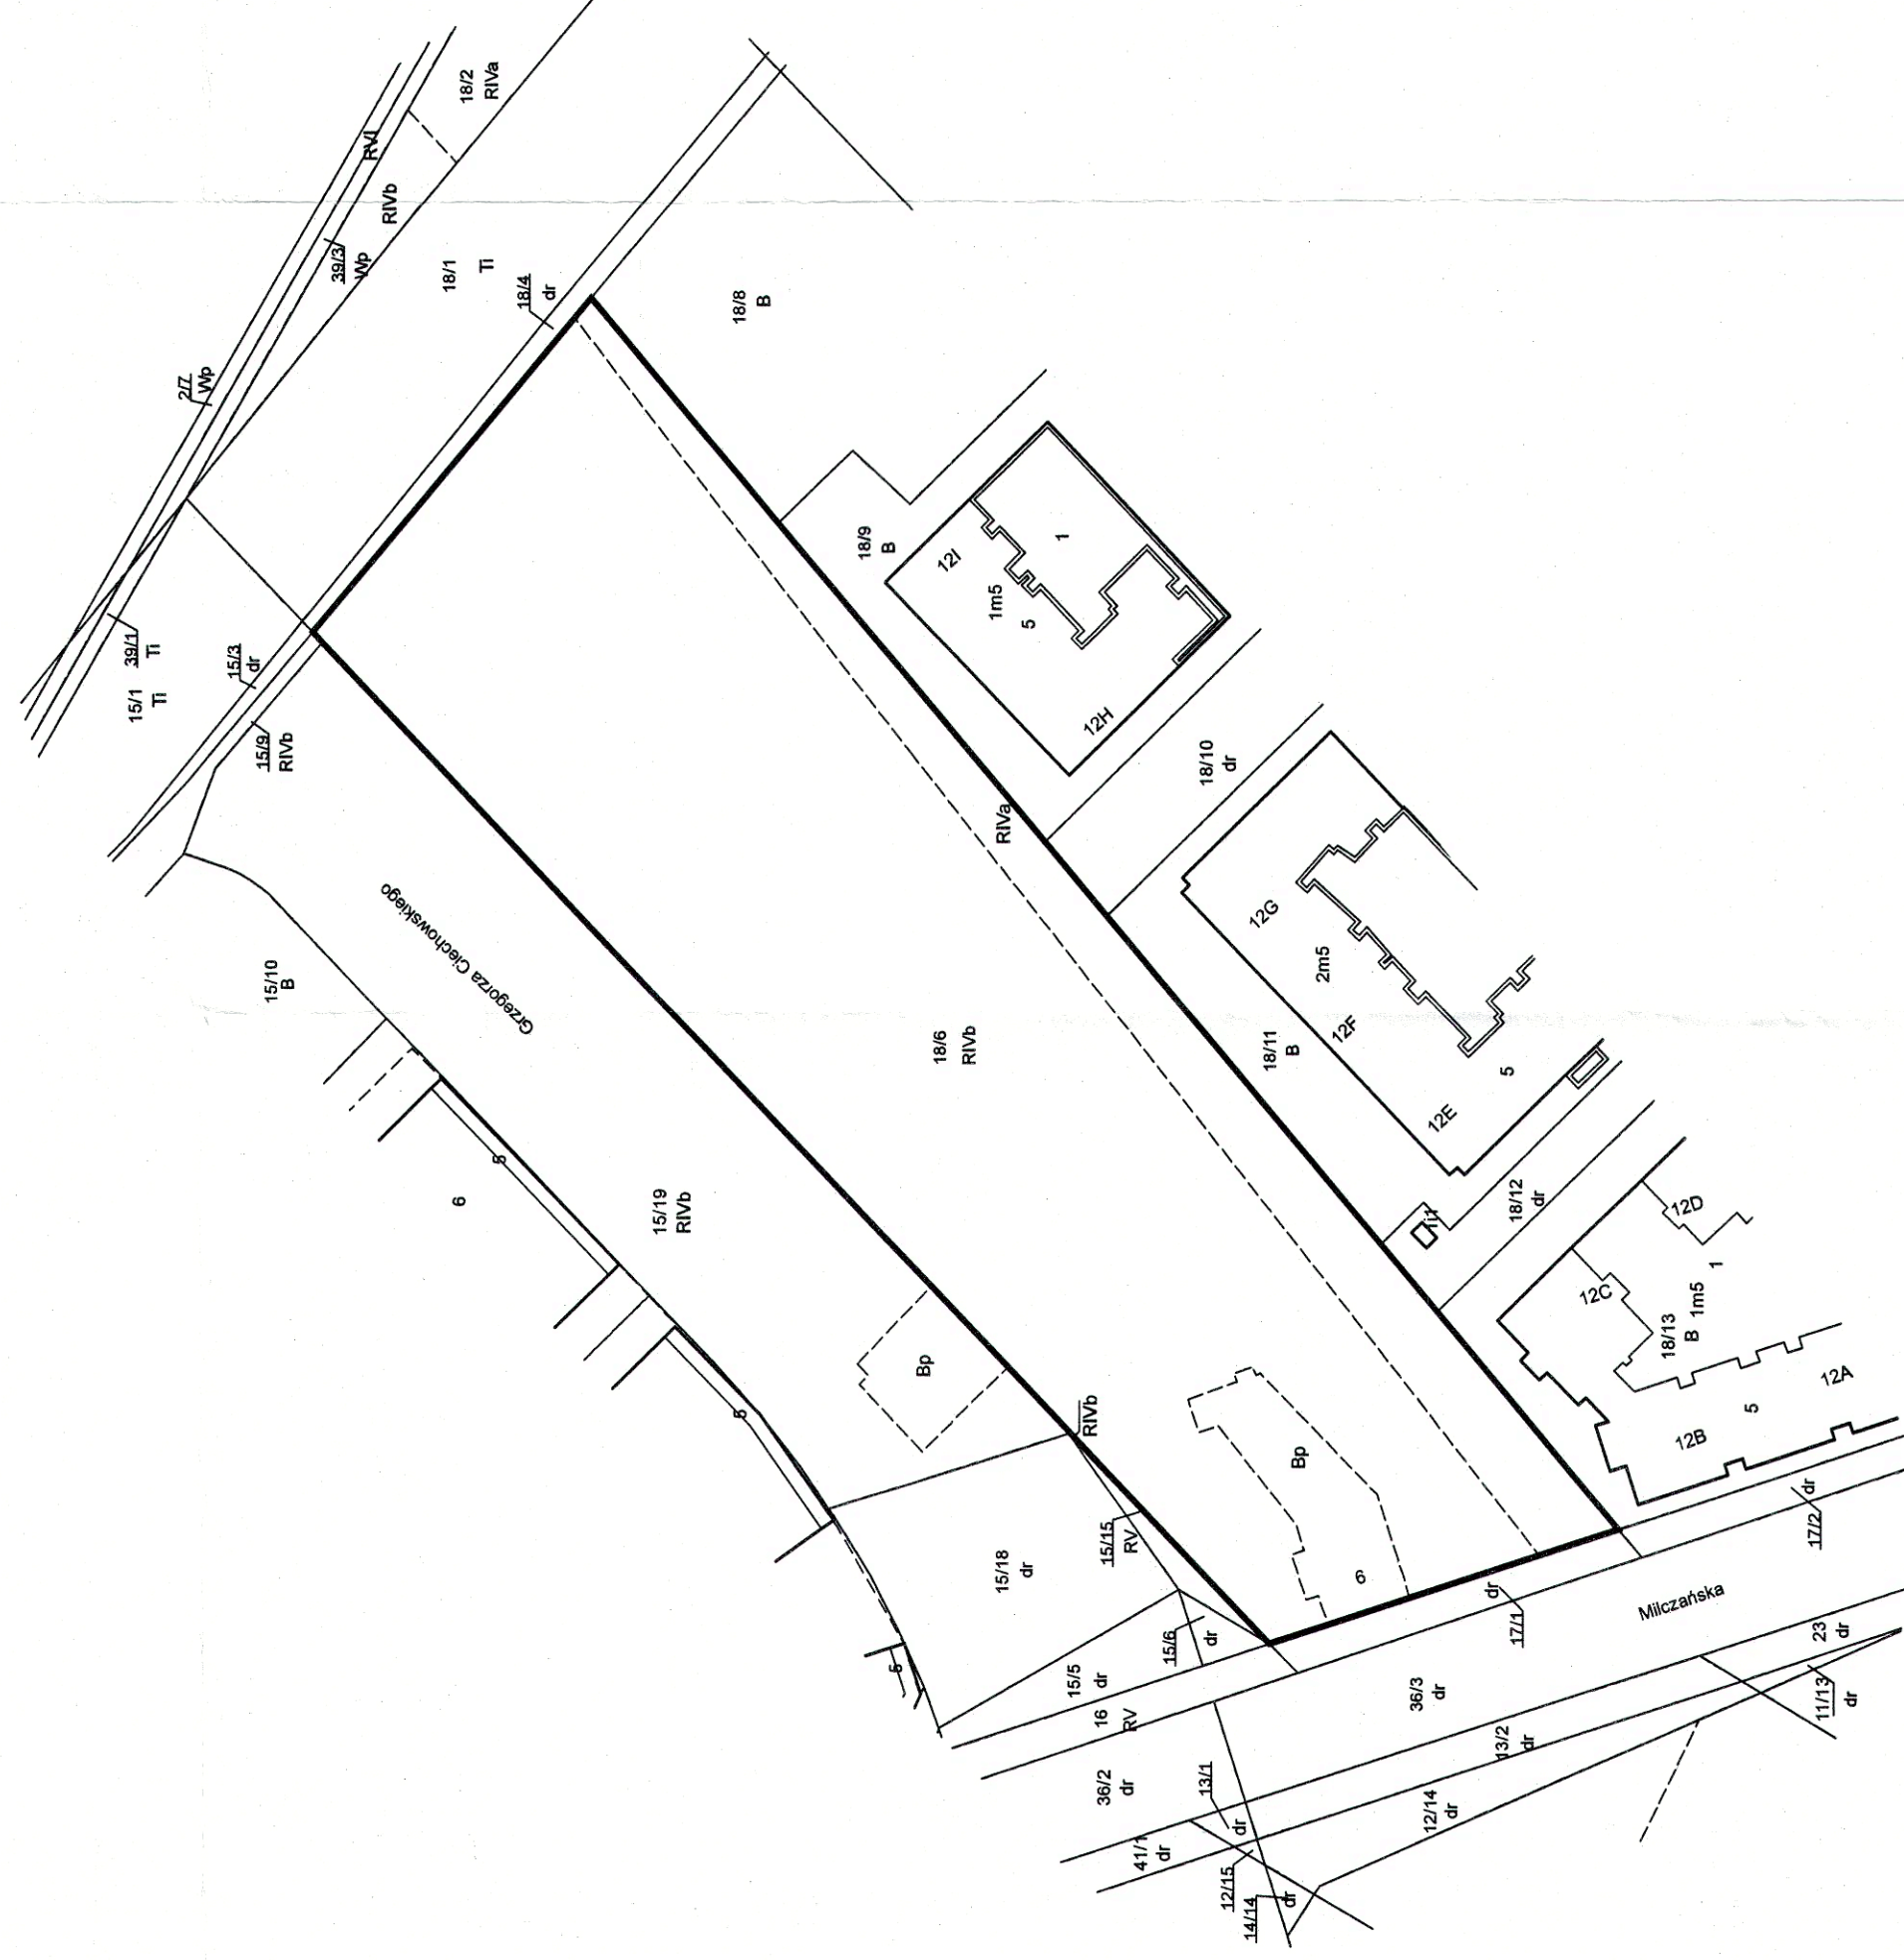 18/2
RIVa
RVI
RIVb
39/3
Wp
18/1
Ti
18/4
dr
18/8
B
2/7
Wp
39/1
Ti
15/1
Ti
15/3
dr
15/9
RIVb
18/9
B
12I
1
1m5
5
12H
18/10
dr
RIVa
Grzegorza Ciechowskiego
15/10
B
12G
2m5
12F
18/11
B
5
12E
18/6
RIVb
5
6
15/19
RIVb
18/12
dr
1i1
12D
12C
1
1m5
18/13
B
12A
5
12B
Bp
5
RIVb
Bp
6
15/15
RV
15/18
dr
17/2
dr
dr
17/1
Milczańska
15/6
dr
15/5
dr
16
RV
36/3
dr
23
dr
11/13
dr
13/2
dr
36/2
dr
13/1
dr
12/14
dr
41/1
dr
12/15
14/14
dr
5